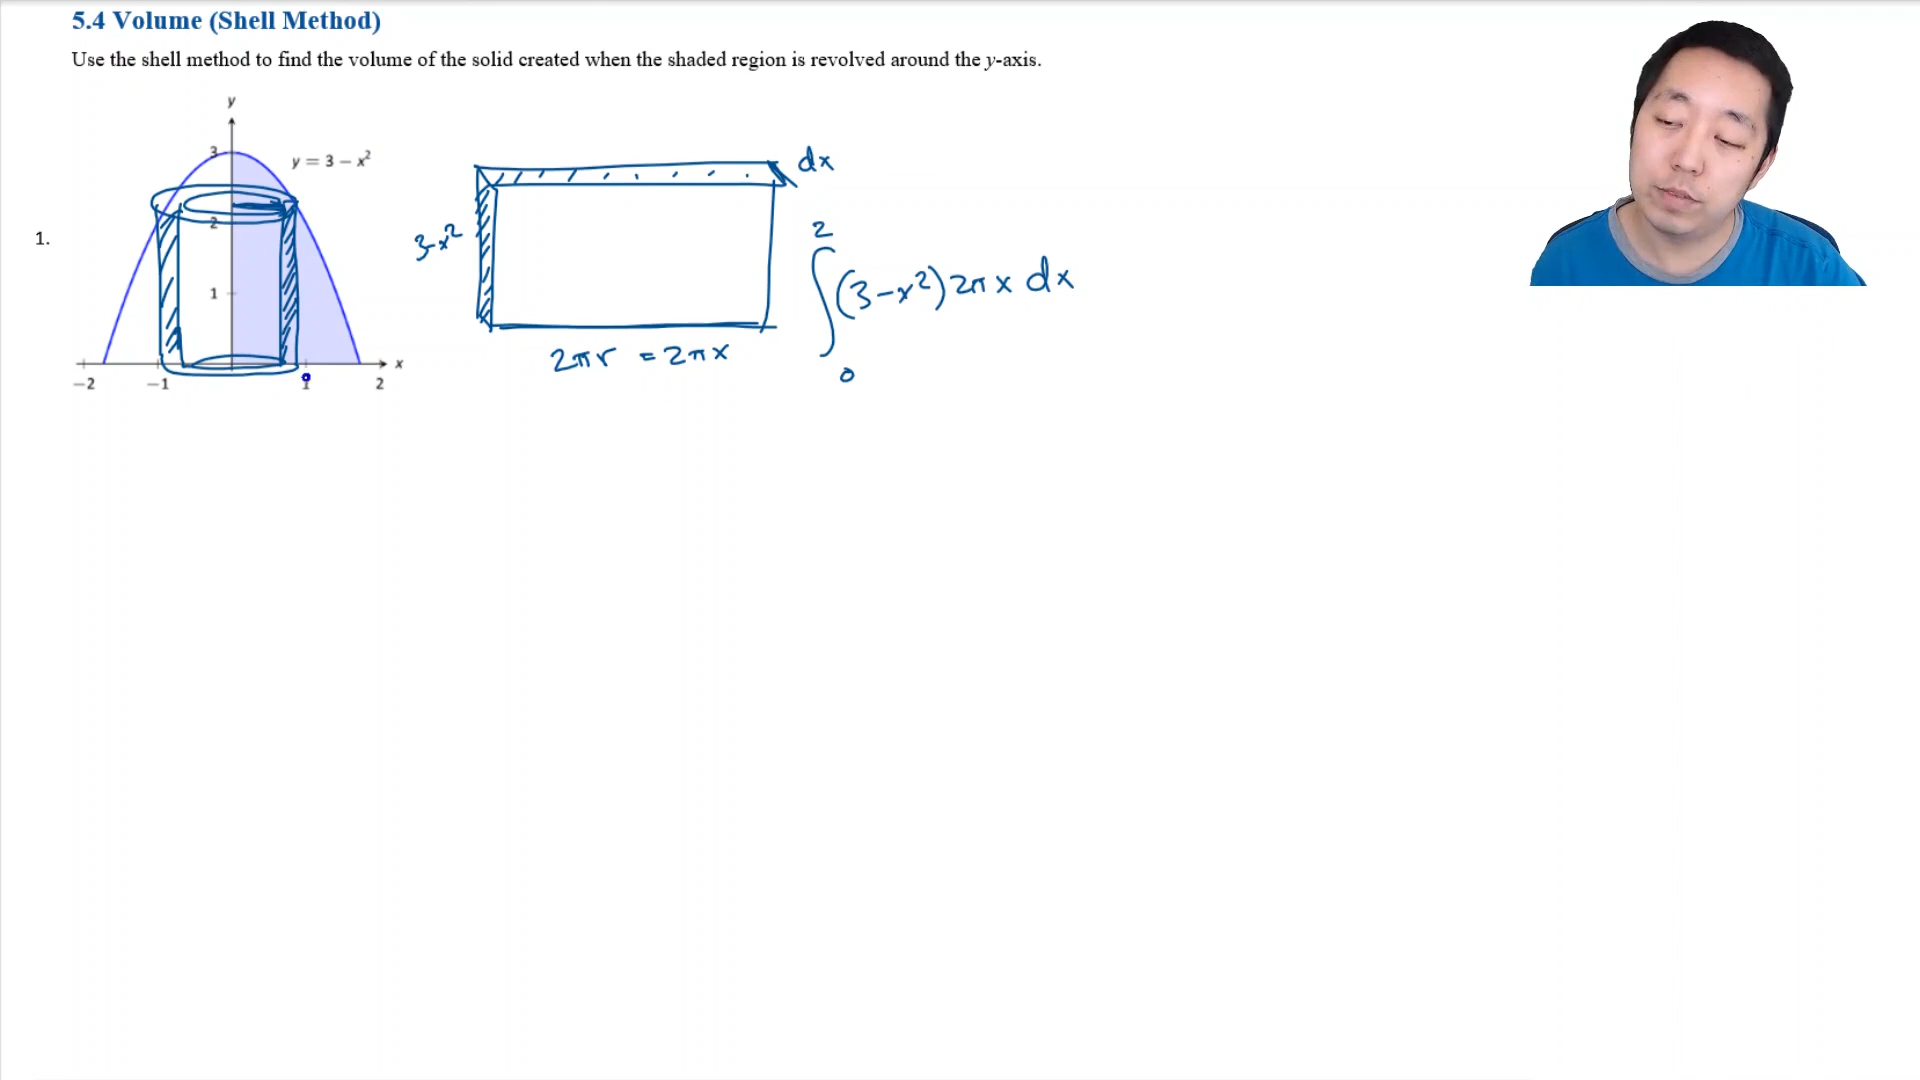 5.4 Volume (Shell Method)
Use the shell method to find the volume of the solid created when the shaded region is revolved around the y-axis.
1.
y
3
y = 3 − x²
2
1
−2
−1
1
2
x
3-x²
dx
2πr = 2πx
2
∫(3-x²)2πx dx
0